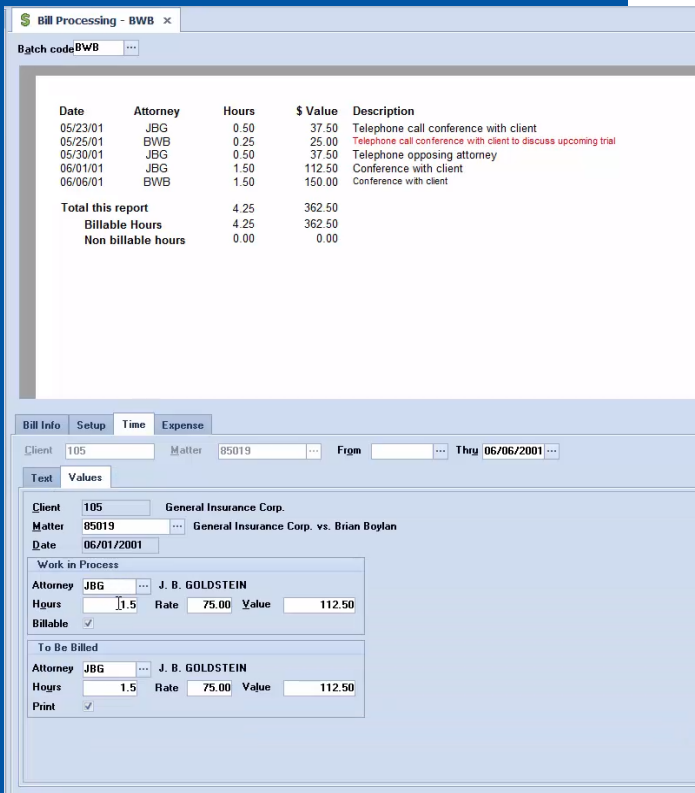 $ Bill Processing - BWB ×
Batch code BWB ...
Date Attorney Hours $ Value Description
05/23/01 JBG 0.50 37.50 Telephone call conference with client
05/25/01 BWB 0.25 25.00 Telephone call conference with client to discuss upcoming trial
05/30/01 JBG 0.50 37.50 Telephone opposing attorney
06/01/01 JBG 1.50 112.50 Conference with client
06/06/01 BWB 1.50 150.00 Conference with client
Total this report 4.25 362.50
Billable Hours 4.25 362.50
Non billable hours 0.00 0.00
Bill Info Setup Time Expense
Client 105 Matter 85019 ... From ... Thru 06/06/2001 ...
Text Values
Client 105 General Insurance Corp.
Matter 85019 ... General Insurance Corp. vs. Brian Boylan
Date 06/01/2001
Work in Process
Attorney JBG ... J. B. GOLDSTEIN
Hours 1.5 Rate 75.00 Value 112.50
Billable
To Be Billed
Attorney JBG ... J. B. GOLDSTEIN
Hours 1.5 Rate 75.00 Value 112.50
Print